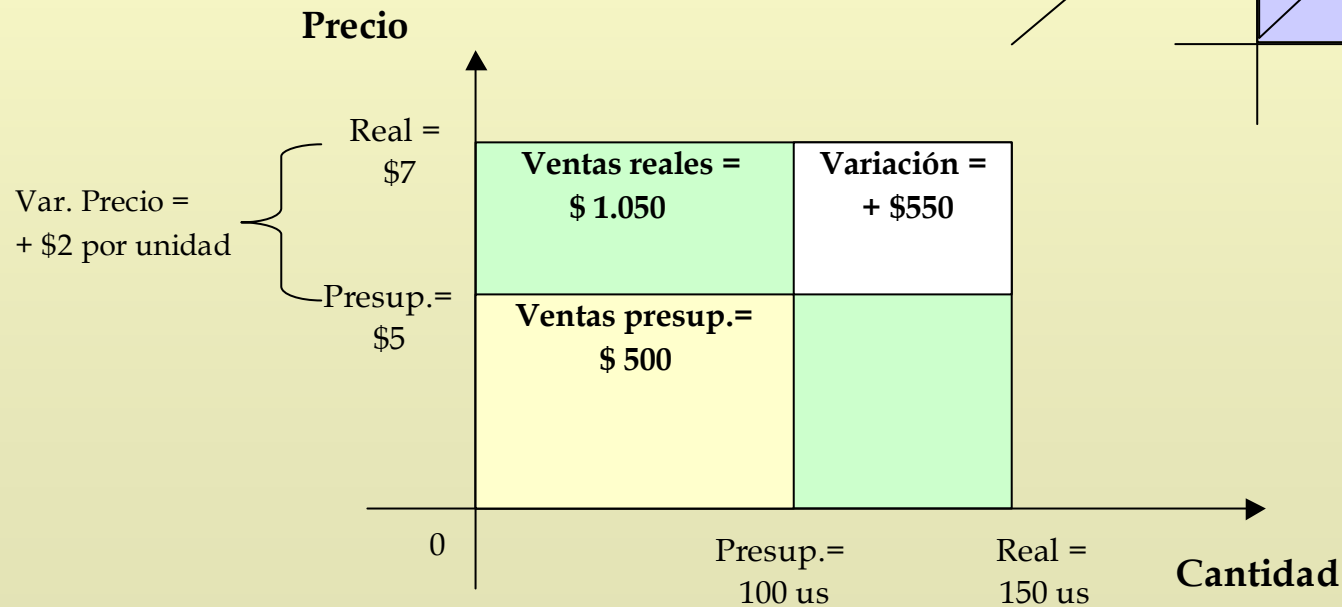 Precio
Real =
$7
Var. Precio =
+ $2 por unidad
Ventas reales =
$ 1.050
Variación =
+ $550
Presup.=
$5
Ventas presup.=
$ 500
0
Presup.=
100 us
Real =
150 us
Cantidad